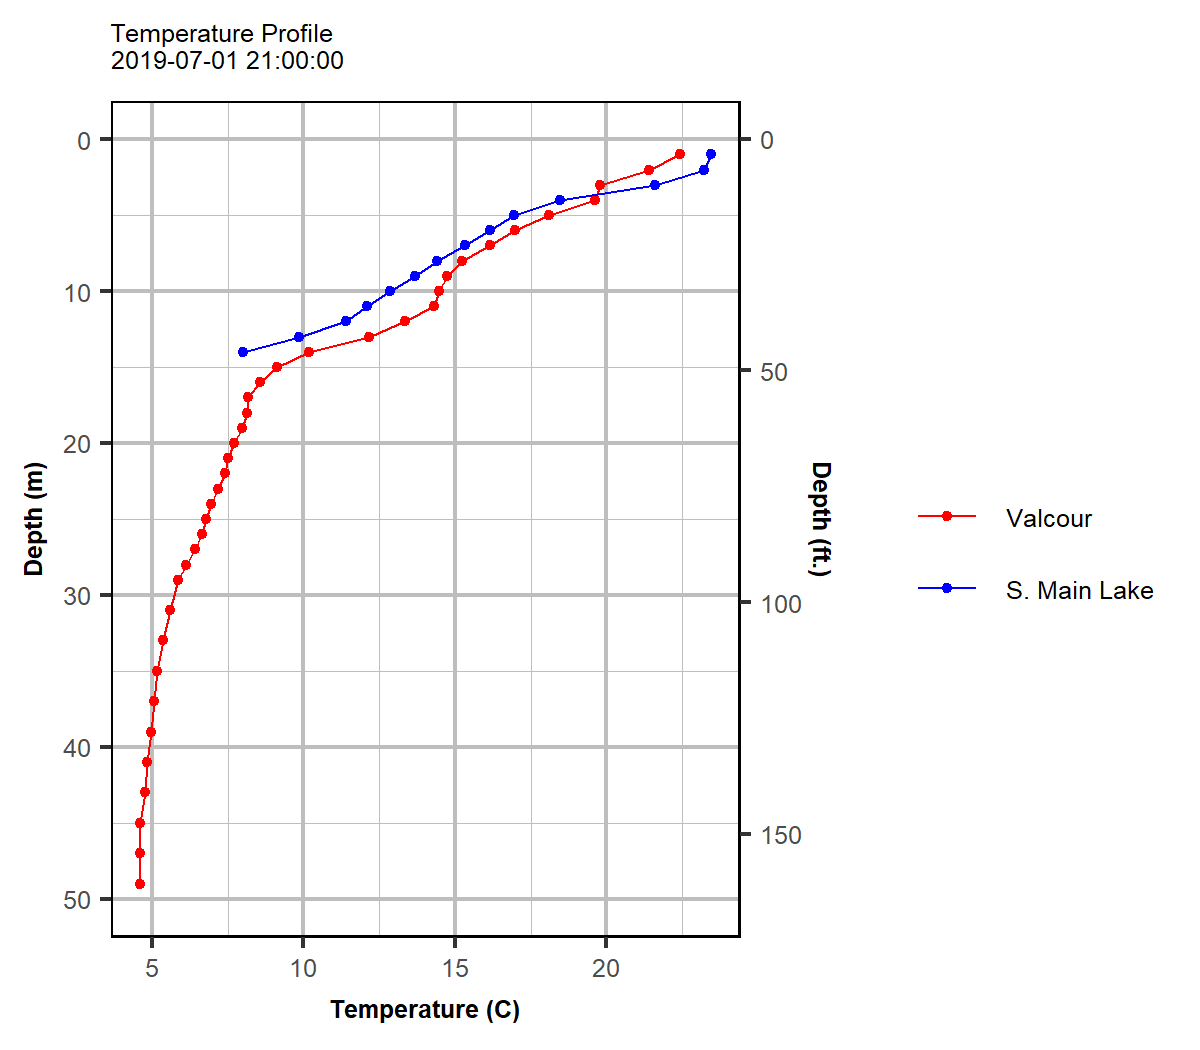 Temperature Profile
2019-07-01 21:00:00
0
10
20
30
40
50
Depth (m)
0
50
100
150
Depth (ft.)
5 10 15 20
Temperature (C)
Valcour
S. Main Lake